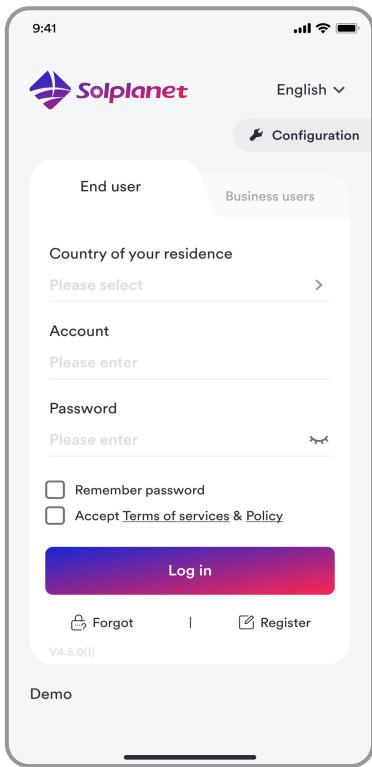 9:41
Solplanet
English
Configuration
End user
Business users
Country of your residence
Please select
Account
Please enter
Password
Please enter
Remember password
Accept Terms of services & Policy
Log in
Forgot | Register
V4.5.0(1)
Demo